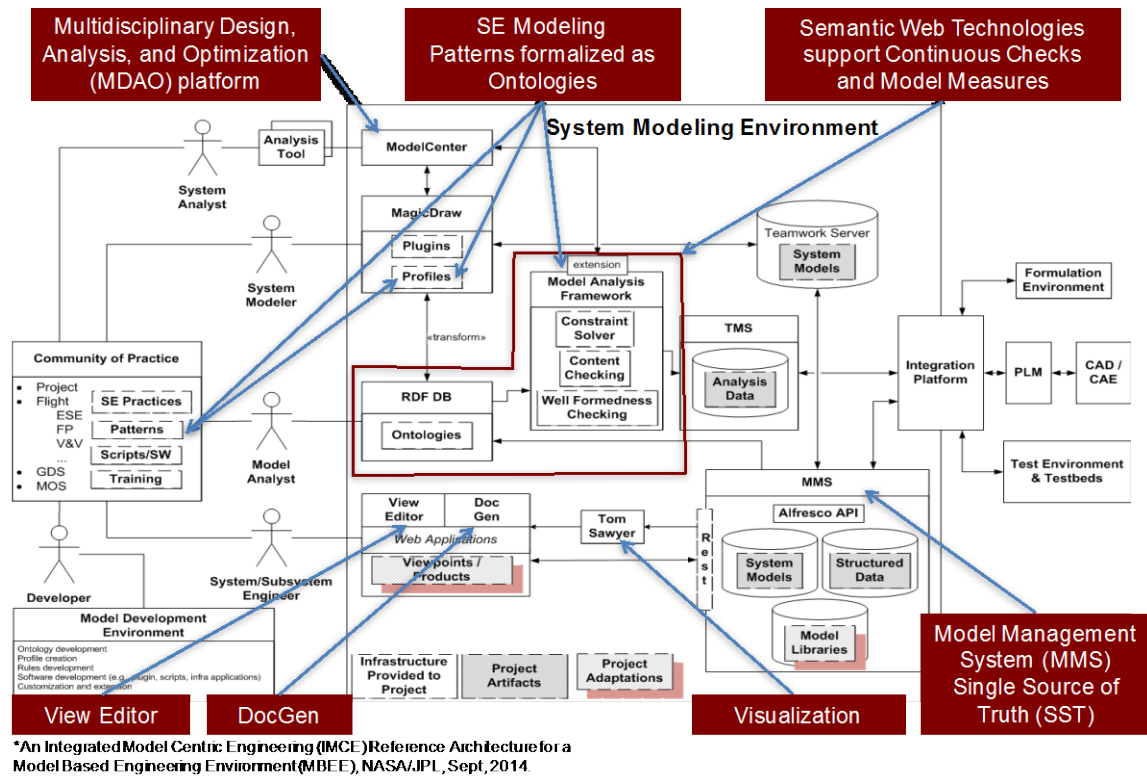 Multidisciplinary Design,
Analysis, and Optimization
(MDAO) platform
SE Modeling
Patterns formalized as
Ontologies
Semantic Web Technologies
support Continuous Checks
and Model Measures
System Modeling Environment
System
Analyst
Analysis
Tool
ModelCenter
MagicDraw
Plugins
Profiles
System
Modeler
Teamwork Server
System
Models
extension
Model Analysis
Framework
Constraint
Solver
Content
Checking
Well Formedness
Checking
«transform»
TMS
Analysis
Data
Formulation
Environment
Integration
Platform
PLM
CAD /
CAE
Test Environment
& Testbeds
Community of Practice
• Project
• Flight
ESE
FP
V&V
...
• GDS
• MOS
SE Practices
Patterns
Scripts/SW
Training
RDF DB
Ontologies
Model
Analyst
View
Editor
Doc
Gen
Web Applications
Viewpoints /
Products
Tom
Sawyer
Rest
MMS
Alfresco API
System
Models
Structured
Data
Model
Libraries
Developer
System/Subsystem
Engineer
Model Development
Environment
Ontology development
Profile creation
Rules development
Software development (e.g., plugin, scripts, infra applications)
Customization and extension
Infrastructure
Provided to
Project
Project
Artifacts
Project
Adaptations
View Editor
DocGen
Visualization
Model Management
System (MMS)
Single Source of
Truth (SST)
*An Integrated Model Centric Engineering (IMCE) Reference Architecture for a
Model Based Engineering Environment (MBEE), NASA/JPL, Sept, 2014.